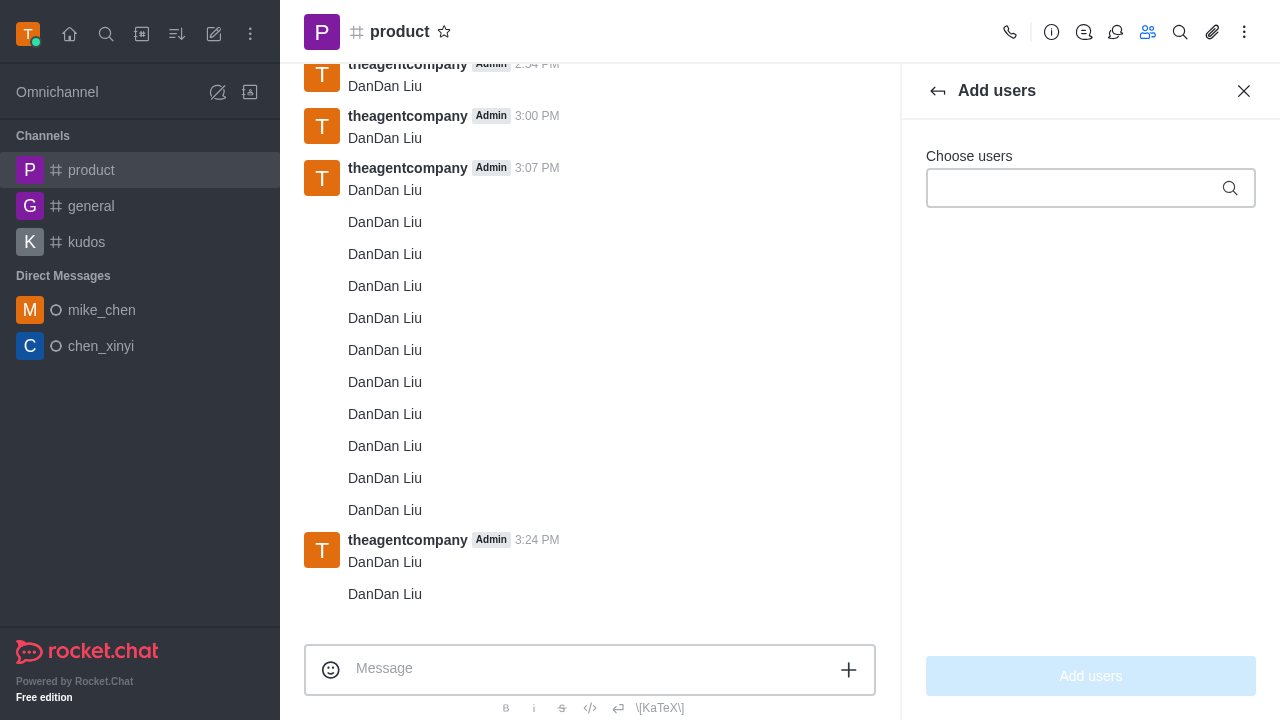 T
Omnichannel
Channels
P product
G general
K kudos
Direct Messages
M mike_chen
C chen_xinyi
rocket.chat
Powered by Rocket.Chat
Free edition
P product
T theagentcompany Admin 2:54 PM
DanDan Liu
T theagentcompany Admin 3:00 PM
DanDan Liu
T theagentcompany Admin 3:07 PM
DanDan Liu
DanDan Liu
DanDan Liu
DanDan Liu
DanDan Liu
DanDan Liu
DanDan Liu
DanDan Liu
DanDan Liu
DanDan Liu
DanDan Liu
T theagentcompany Admin 3:24 PM
DanDan Liu
DanDan Liu
Message
B i S \[KaTeX\]
Add users
Choose users
Add users